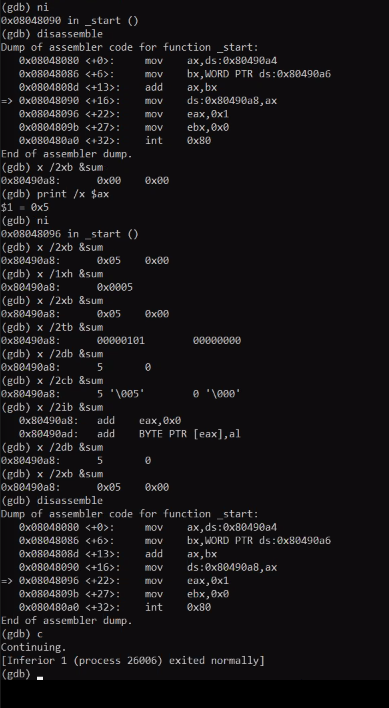 (gdb) ni
0x08048090 in _start ()
(gdb) disassemble
Dump of assembler code for function _start:
   0x08048080 <+0>:     mov    ax,ds:0x80490a4
   0x08048086 <+6>:     mov    bx,WORD PTR ds:0x80490a6
   0x0804808d <+13>:    add    ax,bx
=> 0x08048090 <+16>:    mov    ds:0x80490a8,ax
   0x08048096 <+22>:    mov    eax,0x1
   0x0804809b <+27>:    mov    ebx,0x0
   0x080480a0 <+32>:    int    0x80
End of assembler dump.
(gdb) x /2xb &sum
0x80490a8:      0x00    0x00
(gdb) print /x $ax
$1 = 0x5
(gdb) ni
0x08048096 in _start ()
(gdb) x /2xb &sum
0x80490a8:      0x05    0x00
(gdb) x /1xh &sum
0x80490a8:      0x0005
(gdb) x /2xb &sum
0x80490a8:      0x05    0x00
(gdb) x /2tb &sum
0x80490a8:      00000101        00000000
(gdb) x /2db &sum
0x80490a8:      5       0
(gdb) x /2cb &sum
0x80490a8:      5 '\005'        0 '\000'
(gdb) x /2ib &sum
   0x80490a8:   add    eax,0x0
   0x80490ad:   add    BYTE PTR [eax],al
(gdb) x /2db &sum
0x80490a8:      5       0
(gdb) x /2xb &sum
0x80490a8:      0x05    0x00
(gdb) disassemble
Dump of assembler code for function _start:
   0x08048080 <+0>:     mov    ax,ds:0x80490a4
   0x08048086 <+6>:     mov    bx,WORD PTR ds:0x80490a6
   0x0804808d <+13>:    add    ax,bx
   0x08048090 <+16>:    mov    ds:0x80490a8,ax
=> 0x08048096 <+22>:    mov    eax,0x1
   0x0804809b <+27>:    mov    ebx,0x0
   0x080480a0 <+32>:    int    0x80
End of assembler dump.
(gdb) c
Continuing.
[Inferior 1 (process 26006) exited normally]
(gdb)